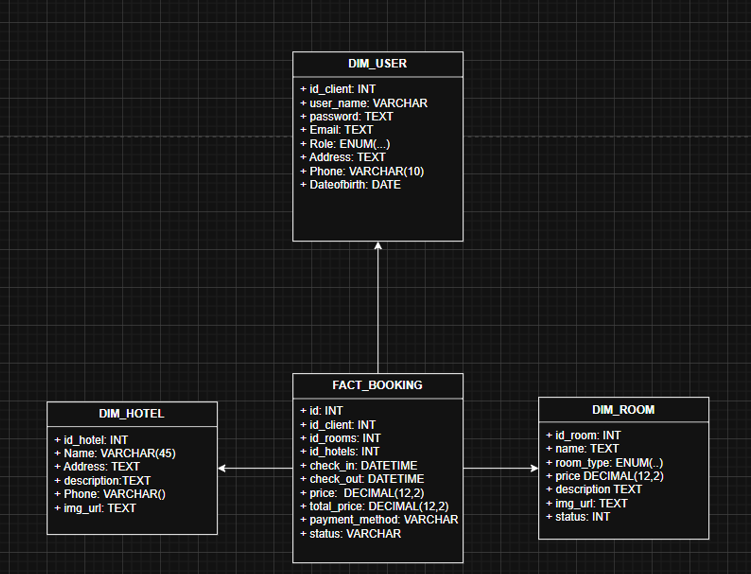 DIM_USER
+ id_client: INT
+ user_name: VARCHAR
+ password: TEXT
+ Email: TEXT
+ Role: ENUM(...)
+ Address: TEXT
+ Phone: VARCHAR(10)
+ Dateofbirth: DATE
DIM_HOTEL
+ id_hotel: INT
+ Name: VARCHAR(45)
+ Address: TEXT
+ description:TEXT
+ Phone: VARCHAR()
+ img_url: TEXT
FACT_BOOKING
+ id: INT
+ id_client: INT
+ id_rooms: INT
+ id_hotels: INT
+ check_in: DATETIME
+ check_out: DATETIME
+ price:  DECIMAL(12,2)
+ total_price: DECIMAL(12,2)
+ payment_method: VARCHAR
+ status: VARCHAR
DIM_ROOM
+ id_room: INT
+ name: TEXT
+ room_type: ENUM(..)
+ price DECIMAL(12,2)
+ description TEXT
+ img_url: TEXT
+ status: INT